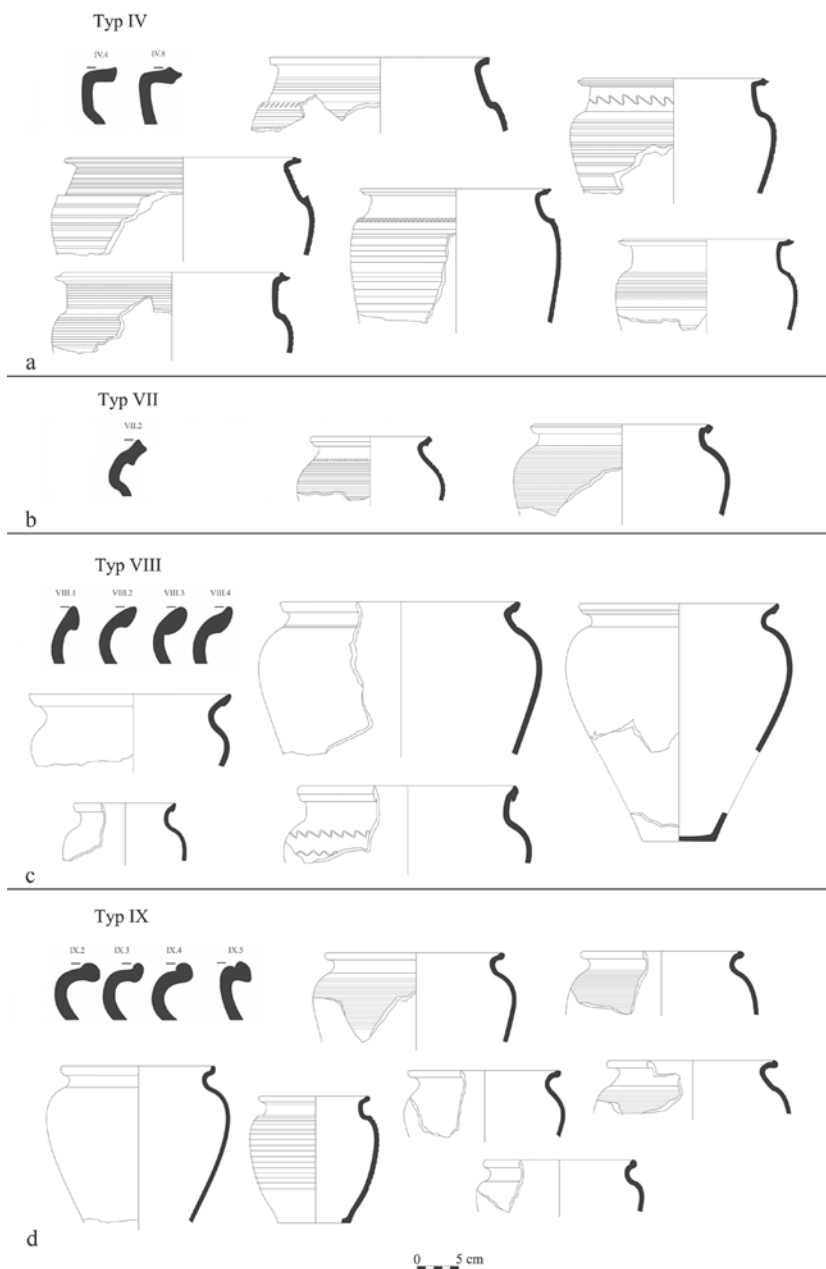 Typ IV
IV.4 IV.8
a
Typ VII
VII.2
b
Typ VIII
VIII.1 VIII.2 VIII.3 VIII.4
c
Typ IX
IX.2 IX.3 IX.4 IX.5
d
0 5 cm